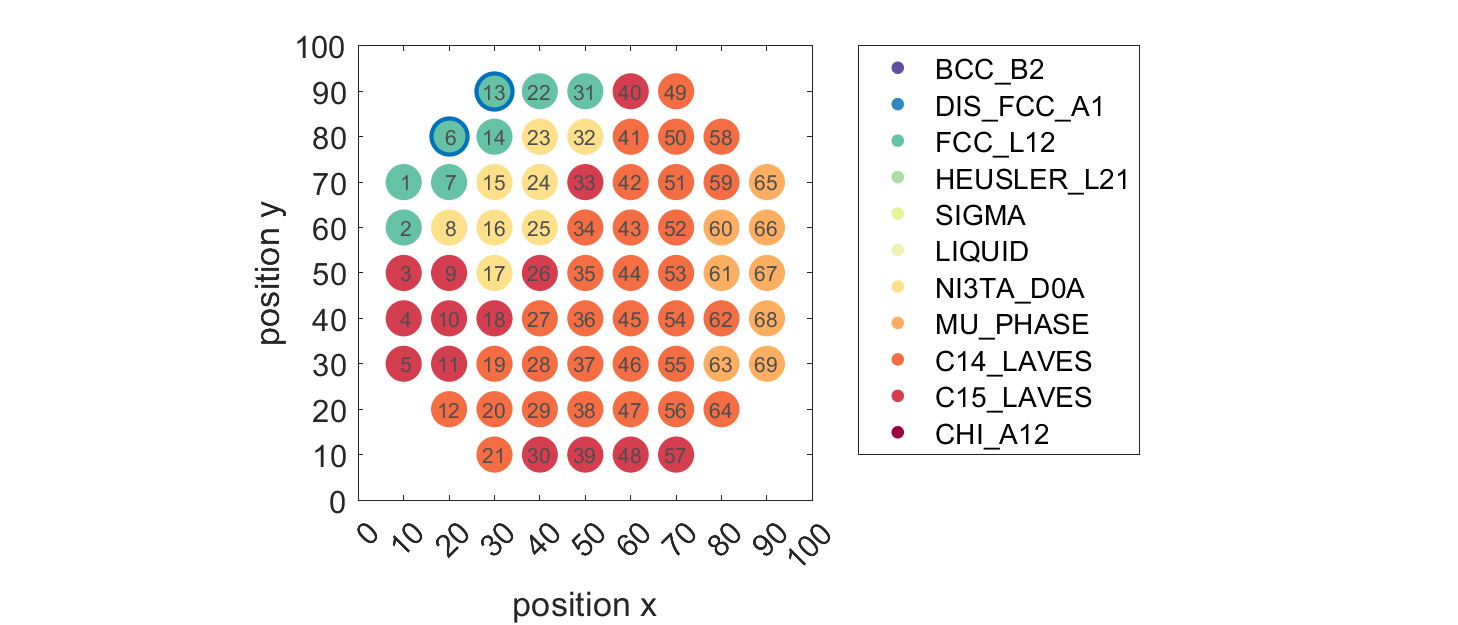 100
90
80
70
60
50
40
30
20
10
0
position y
13 22 31 40 49
6 14 23 32 41 50 58
1 7 15 24 33 42 51 59 65
2 8 16 25 34 43 52 60 66
3 9 17 26 35 44 53 61 67
4 10 18 27 36 45 54 62 68
5 11 19 28 37 46 55 63 69
12 20 29 38 47 56 64
21 30 39 48 57
0 10 20 30 40 50 60 70 80 90 100
position x
BCC_B2
DIS_FCC_A1
FCC_L12
HEUSLER_L21
SIGMA
LIQUID
NI3TA_D0A
MU_PHASE
C14_LAVES
C15_LAVES
CHI_A12